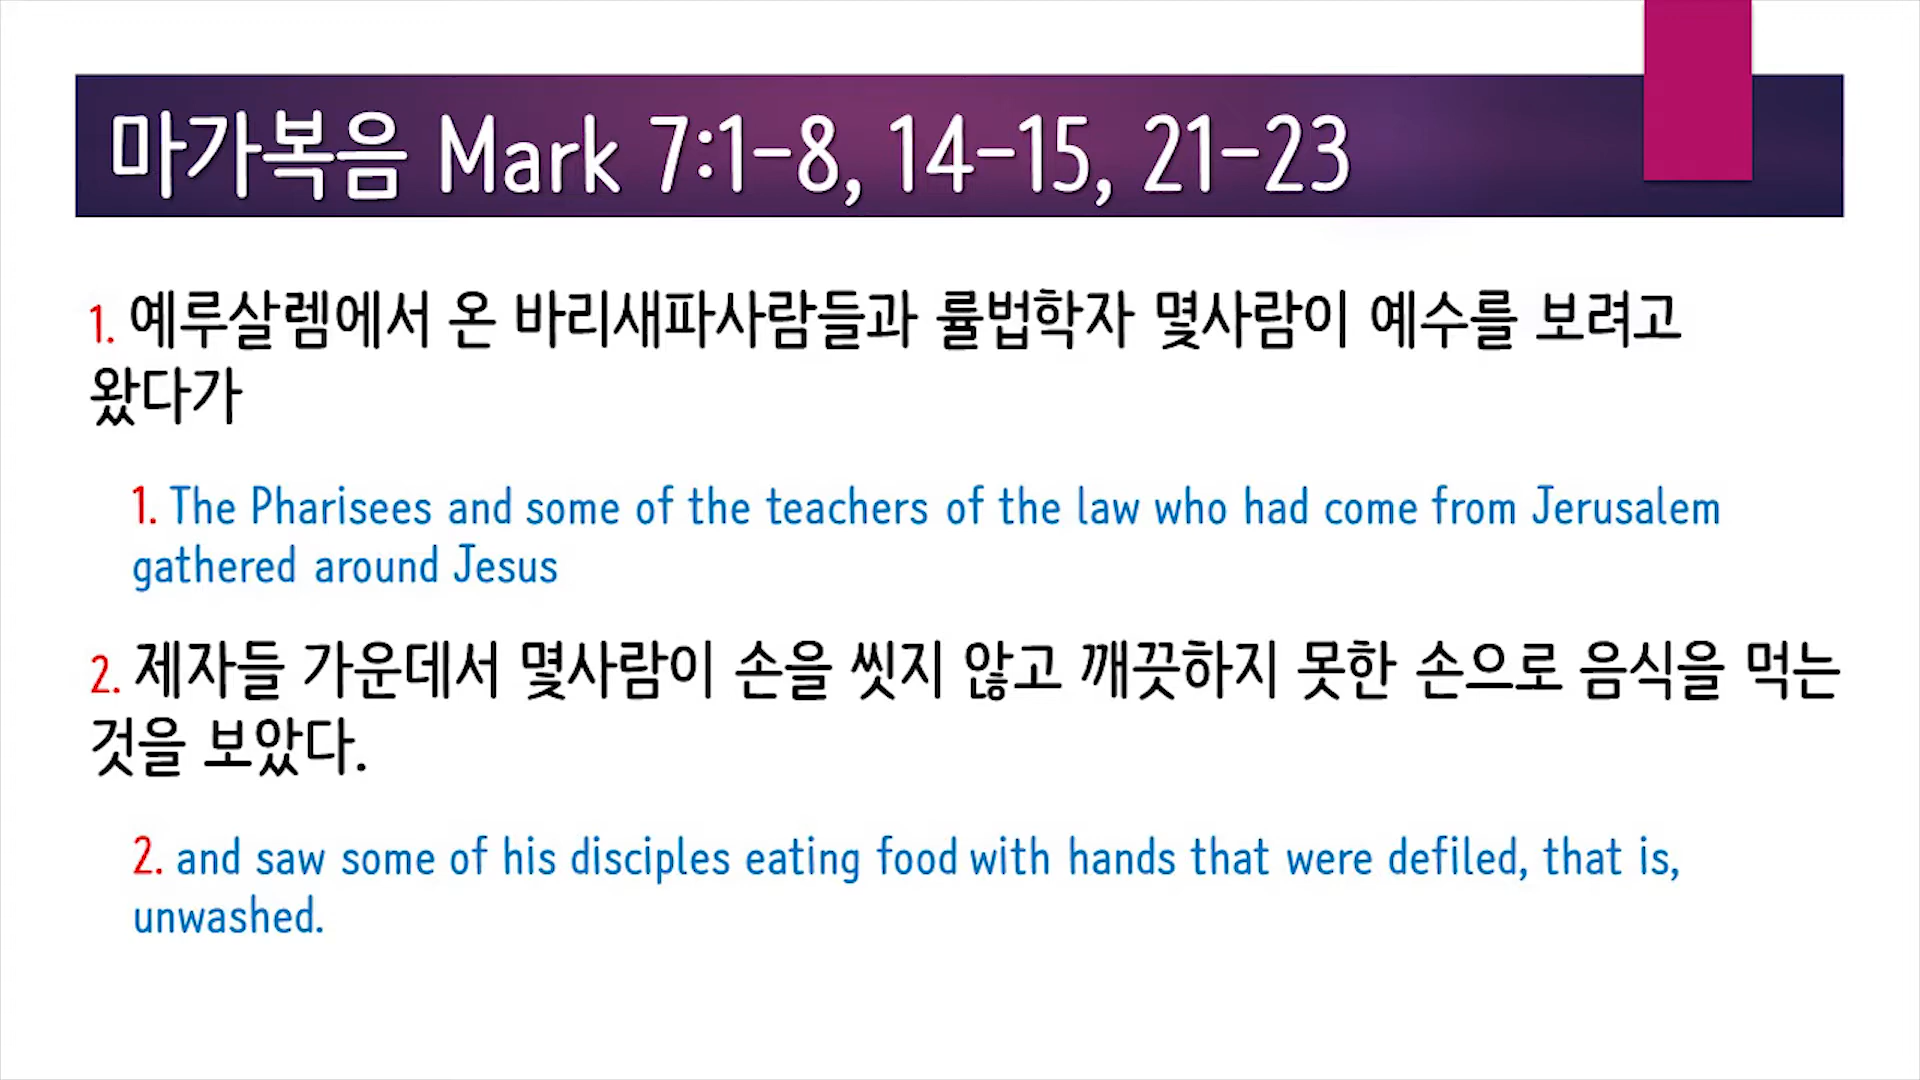 마가복음 Mark 7:1-8, 14-15, 21-23
1. 예루살렘에서 온 바리새파사람들과 률법학자 몇사람이 예수를 보려고
왔다가
1. The Pharisees and some of the teachers of the law who had come from Jerusalem
gathered around Jesus
2. 제자들 가운데서 몇사람이 손을 씻지 않고 깨끗하지 못한 손으로 음식을 먹는
것을 보았다.
2. and saw some of his disciples eating food with hands that were defiled, that is,
unwashed.